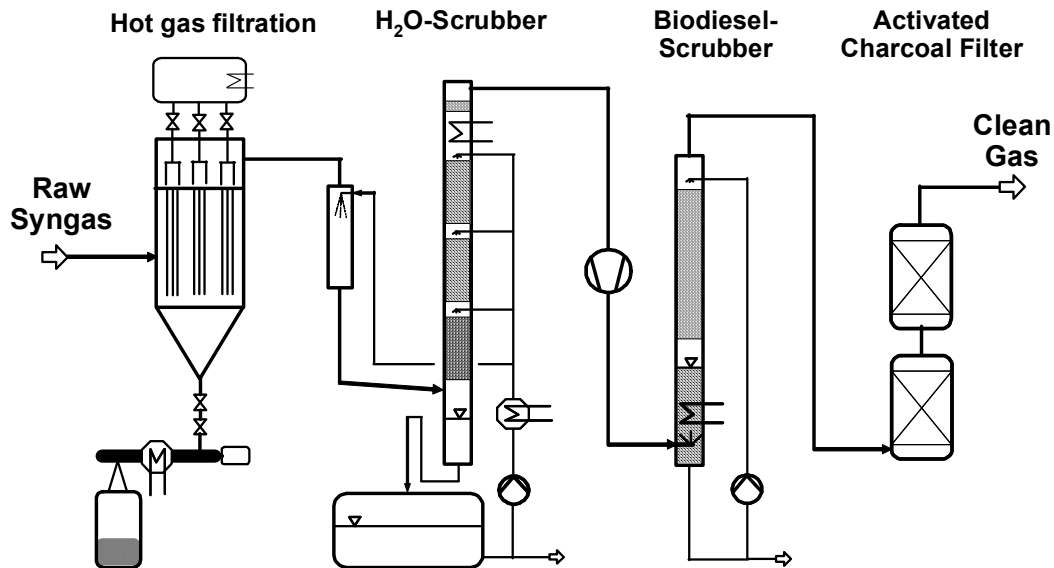 Hot gas filtration
H₂O-Scrubber
Biodiesel-
Scrubber
Activated
Charcoal Filter
Raw
Syngas
Clean
Gas